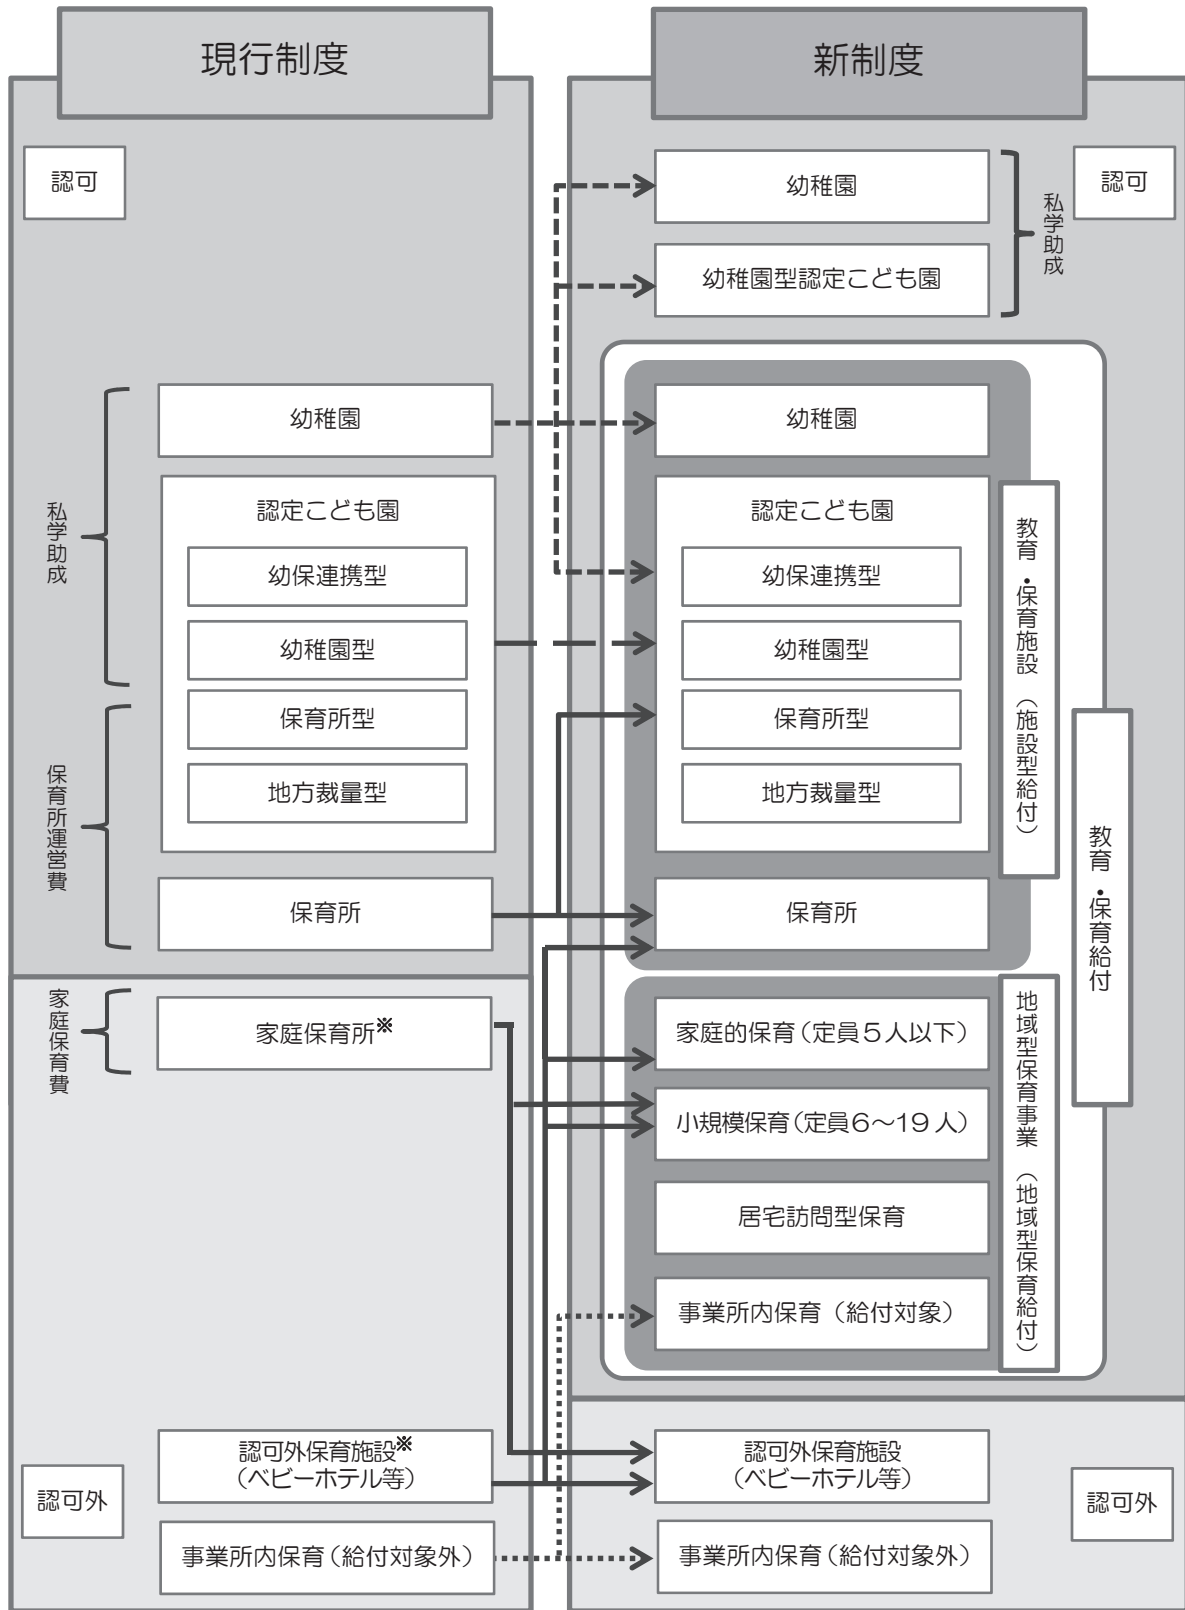 現行制度
認可
私学助成
幼稚園
認定こども園
幼保連携型
幼稚園型
保育所型
地方裁量型
保育所運営費
保育所
家庭保育費
家庭保育所※
認可外保育施設※
（ベビーホテル等）
認可外
事業所内保育（給付対象外）
新制度
認可
幼稚園
幼稚園型認定こども園
私学助成
幼稚園
認定こども園
幼保連携型
幼稚園型
保育所型
地方裁量型
保育所
教育・保育施設（施設型給付）
教育・保育給付
家庭的保育（定員５人以下）
小規模保育（定員６～１９人）
居宅訪問型保育
事業所内保育（給付対象）
地域型保育事業（地域型保育給付）
認可外保育施設
（ベビーホテル等）
認可外
事業所内保育（給付対象外）